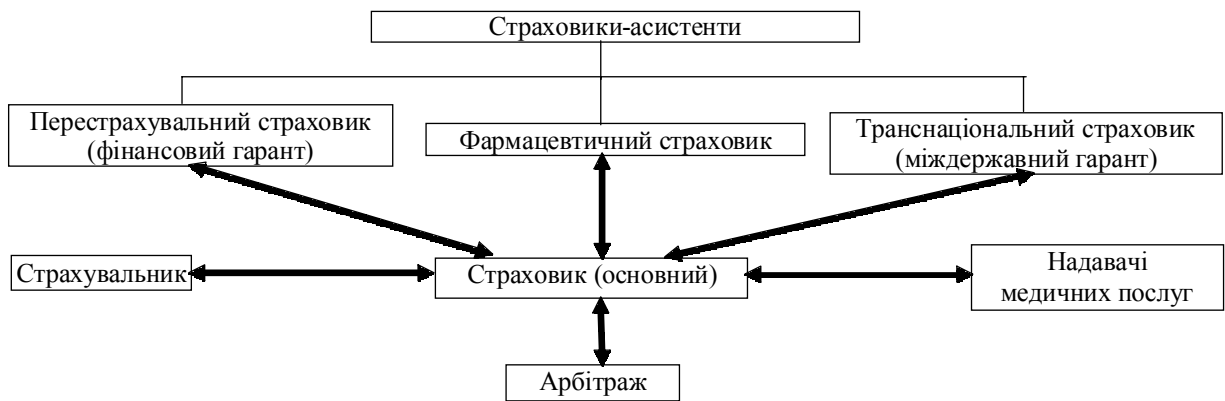 Страховики-асистенти
Перестрахувальний страховик
(фінансовий гарант)
Фармацевтичний страховик
Транснаціональний страховик
(міждержавний гарант)
Страхувальник
Страховик (основний)
Надавачі
медичних послуг
Арбітраж